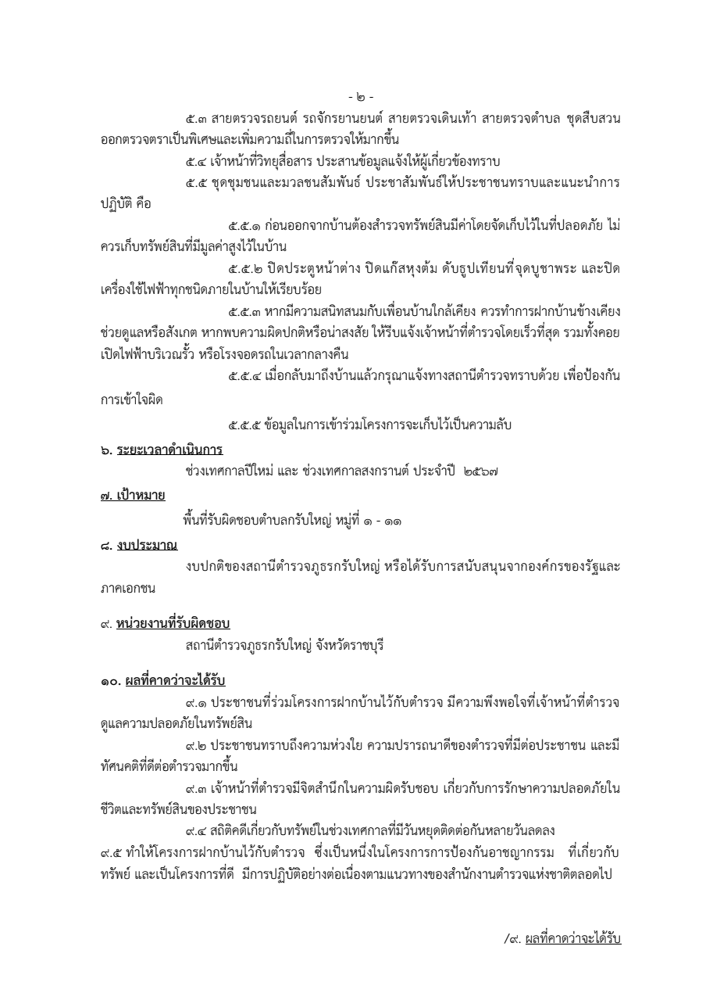 - ๒ -
๕.๓ สายตรวจรถยนต์ รถจักรยานยนต์ สายตรวจเดินเท้า สายตรวจตำบล ชุดสืบสวน
ออกตรวจตราเป็นพิเศษและเพิ่มความถี่ในการตรวจให้มากขึ้น
๕.๔ เจ้าหน้าที่วิทยุสื่อสาร ประสานข้อมูลแจ้งให้ผู้เกี่ยวข้องทราบ
๕.๕ ชุดชุมชนและมวลชนสัมพันธ์ ประชาสัมพันธ์ให้ประชาชนทราบและแนะนำการ
ปฏิบัติ คือ
๕.๕.๑ ก่อนออกจากบ้านต้องสำรวจทรัพย์สินมีค่าโดยจัดเก็บไว้ในที่ปลอดภัย ไม่
ควรเก็บทรัพย์สินที่มีมูลค่าสูงไว้ในบ้าน
๕.๕.๒ ปิดประตูหน้าต่าง ปิดแก๊สหุงต้ม ดับธูปเทียนที่จุดบูชาพระ และปิด
เครื่องใช้ไฟฟ้าทุกชนิดภายในบ้านให้เรียบร้อย
๕.๕.๓ หากมีความสนิทสนมกับเพื่อนบ้านใกล้เคียง ควรทำการฝากบ้านข้างเคียง
ช่วยดูแลหรือสังเกต หากพบความผิดปกติหรือน่าสงสัย ให้รีบแจ้งเจ้าหน้าที่ตำรวจโดยเร็วที่สุด รวมทั้งคอย
เปิดไฟฟ้าบริเวณรั้ว หรือโรงจอดรถในเวลากลางคืน
๕.๕.๔ เมื่อกลับมาถึงบ้านแล้วกรุณาแจ้งทางสถานีตำรวจทราบด้วย เพื่อป้องกัน
การเข้าใจผิด
๕.๕.๕ ข้อมูลในการเข้าร่วมโครงการจะเก็บไว้เป็นความลับ
๖. ระยะเวลาดำเนินการ
ช่วงเทศกาลปีใหม่ และ ช่วงเทศกาลสงกรานต์ ประจำปี ๒๕๖๗
๗. เป้าหมาย
พื้นที่รับผิดชอบตำบลกรับใหญ่ หมู่ที่ ๑ - ๑๑
๘. งบประมาณ
งบปกติของสถานีตำรวจภูธรกรับใหญ่ หรือได้รับการสนับสนุนจากองค์กรของรัฐและ
ภาคเอกชน
๙. หน่วยงานที่รับผิดชอบ
สถานีตำรวจภูธรกรับใหญ่ จังหวัดราชบุรี
๑๐. ผลที่คาดว่าจะได้รับ
๙.๑ ประชาชนที่ร่วมโครงการฝากบ้านไว้กับตำรวจ มีความพึงพอใจที่เจ้าหน้าที่ตำรวจ
ดูแลความปลอดภัยในทรัพย์สิน
๙.๒ ประชาชนทราบถึงความห่วงใย ความปรารถนาดีของตำรวจที่มีต่อประชาชน และมี
ทัศนคติที่ดีต่อตำรวจมากขึ้น
๙.๓ เจ้าหน้าที่ตำรวจมีจิตสำนึกในความผิดรับชอบ เกี่ยวกับการรักษาความปลอดภัยใน
ชีวิตและทรัพย์สินของประชาชน
๙.๔ สถิติคดีเกี่ยวกับทรัพย์ในช่วงเทศกาลที่มีวันหยุดติดต่อกันหลายวันลดลง
๙.๕ ทำให้โครงการฝากบ้านไว้กับตำรวจ ซึ่งเป็นหนึ่งในโครงการการป้องกันอาชญากรรม ที่เกี่ยวกับ
ทรัพย์ และเป็นโครงการที่ดี มีการปฏิบัติอย่างต่อเนื่องตามแนวทางของสำนักงานตำรวจแห่งชาติตลอดไป
/๙. ผลที่คาดว่าจะได้รับ